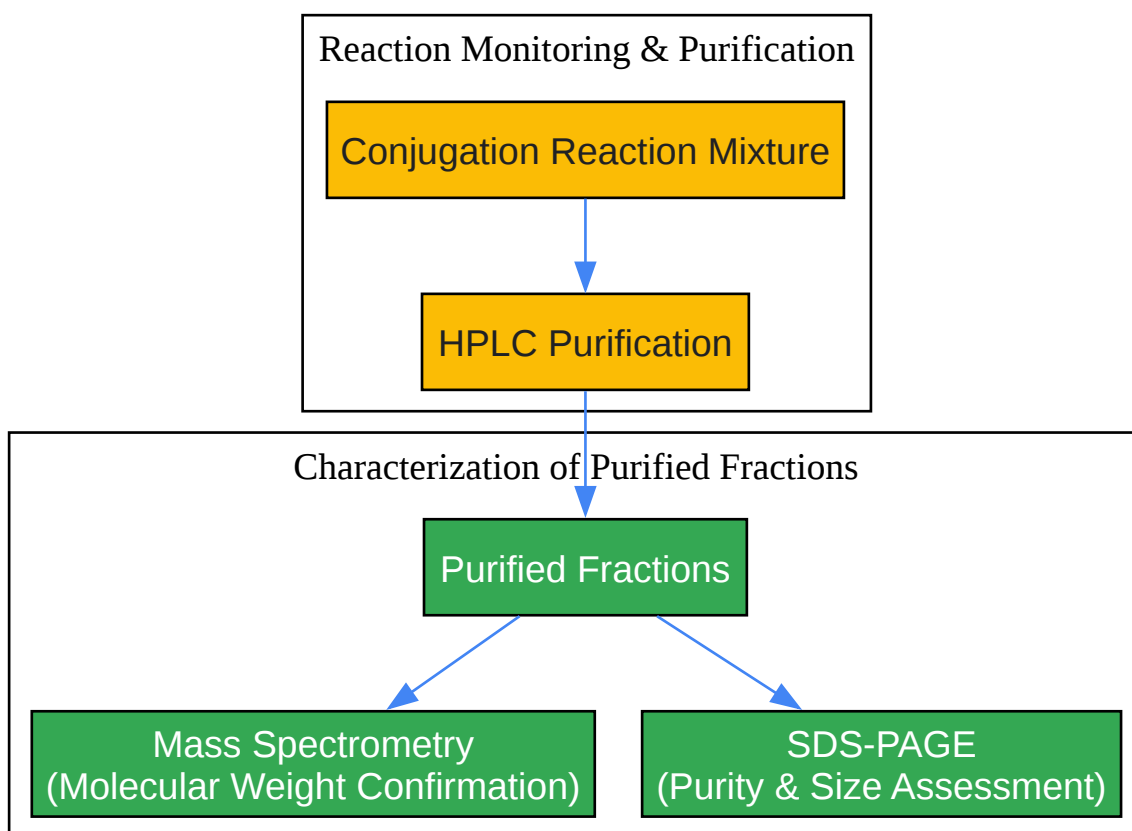 Reaction Monitoring & Purification
Conjugation Reaction Mixture
HPLC Purification
Characterization of Purified Fractions
Purified Fractions
Mass Spectrometry
(Molecular Weight Confirmation)
SDS-PAGE
(Purity & Size Assessment)